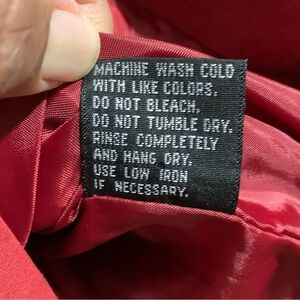 MACHINE WASH COLD
WITH LIKE COLORS.
DO NOT BLEACH.
DO NOT TUMBLE DRY.
RINSE COMPLETELY
AND HANG DRY.
USE LOW IRON
IF NECESSARY.